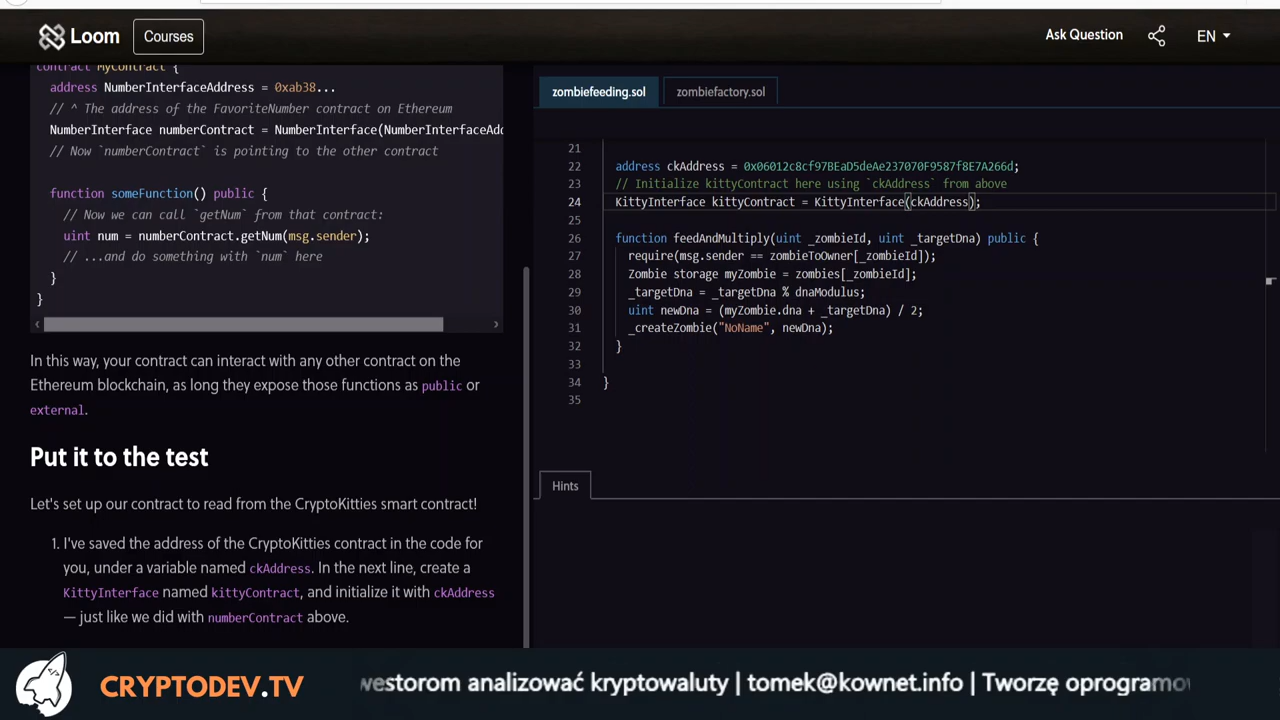 Loom
Courses
Ask Question
EN
contract MyContract {
address NumberInterfaceAddress = 0xab38...
// ^ The address of the FavoriteNumber contract on Ethereum
NumberInterface numberContract = NumberInterface(NumberInterfaceAdd
// Now `numberContract` is pointing to the other contract
function someFunction() public {
// Now we can call `getNum` from that contract:
uint num = numberContract.getNum(msg.sender);
// ...and do something with `num` here
}
}
In this way, your contract can interact with any other contract on the
Ethereum blockchain, as long they expose those functions as public or
external.
Put it to the test
Let's set up our contract to read from the CryptoKitties smart contract!
1. I've saved the address of the CryptoKitties contract in the code for
you, under a variable named ckAddress. In the next line, create a
KittyInterface named kittyContract, and initialize it with ckAddress
— just like we did with numberContract above.
zombiefeeding.sol
zombiefactory.sol
21
22 address ckAddress = 0x06012c8cf97BEaD5deAe237070F9587f8E7A266d;
23 // Initialize kittyContract here using `ckAddress` from above
24 KittyInterface kittyContract = KittyInterface(ckAddress);
25
26 function feedAndMultiply(uint _zombieId, uint _targetDna) public {
27 require(msg.sender == zombieToOwner[_zombieId]);
28 Zombie storage myZombie = zombies[_zombieId];
29 _targetDna = _targetDna % dnaModulus;
30 uint newDna = (myZombie.dna + _targetDna) / 2;
31 _createZombie("NoName", newDna);
32 }
33
34 }
35
Hints
CRYPTODEV.TV
westorom analizować kryptowaluty | tomek@kownet.info | Tworzę oprogramo